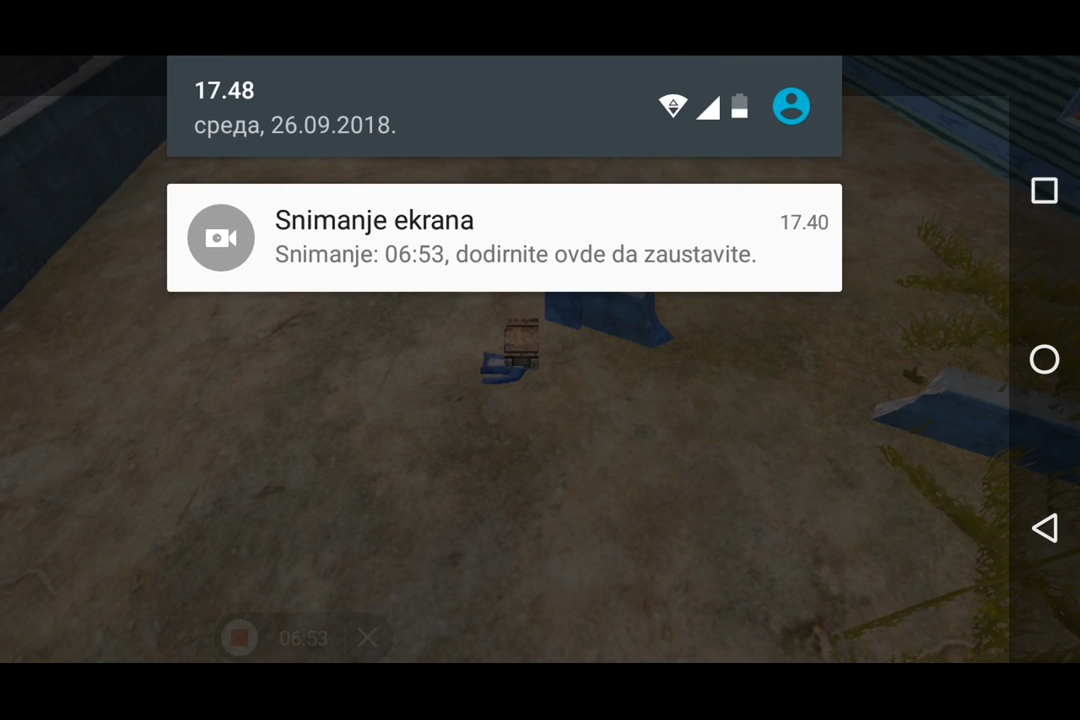 17.48
среда, 26.09.2018.
Snimanje ekrana
17.40
Snimanje: 06:53, dodirnite ovde da zaustavite.
06:53